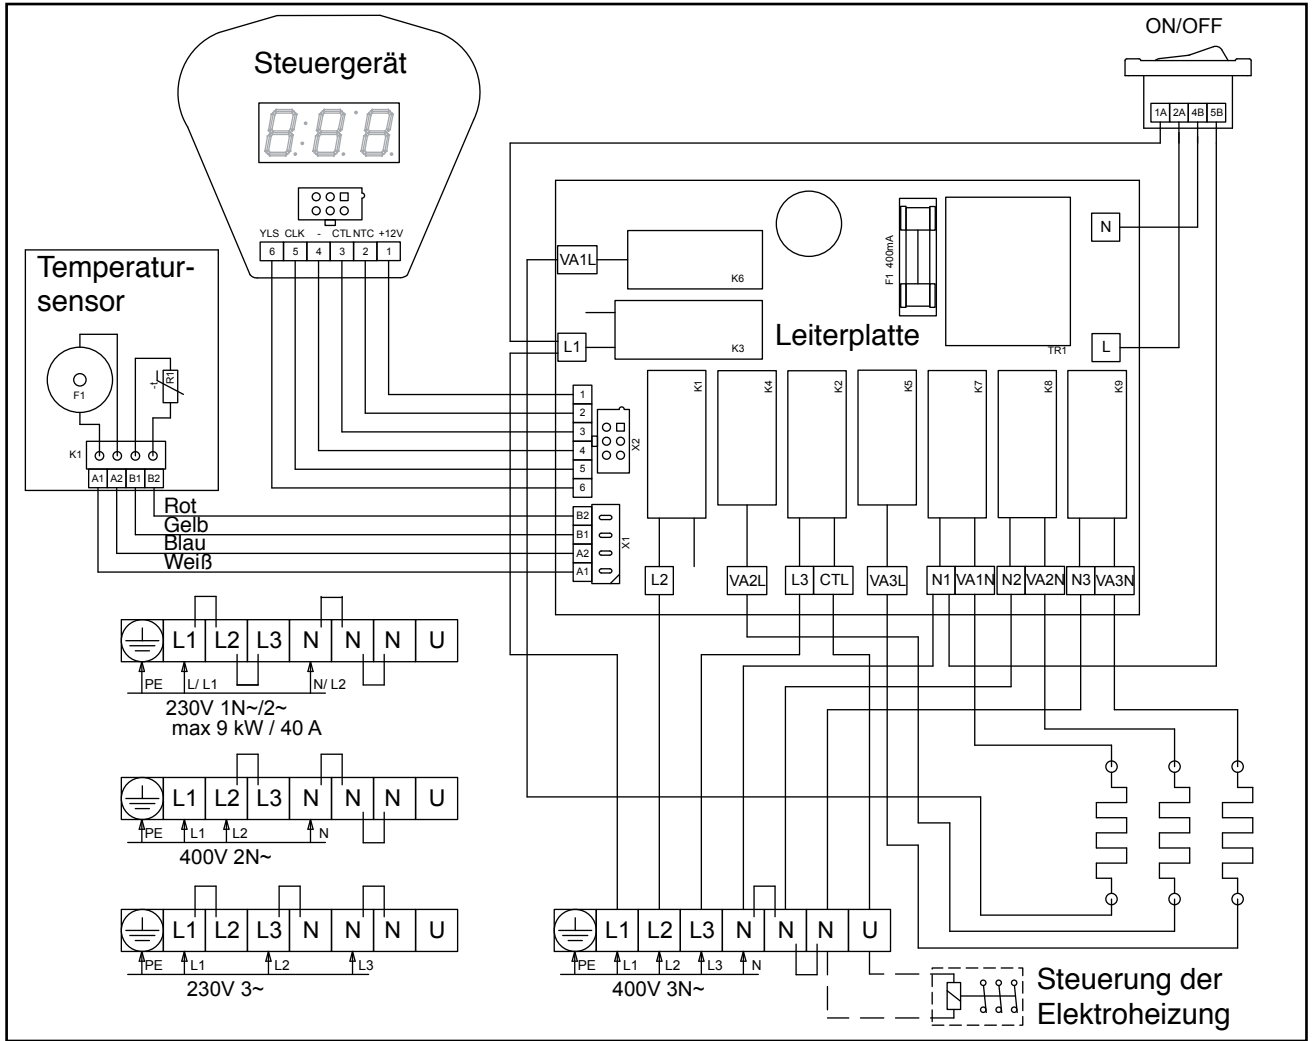 ON/OFF
Steuergerät
1A 2A 4B 5B
YLS CLK - CTL NTC +12V
6 5 4 3 2 1
Temperatur-
sensor
F1
-t
R1
K1
A1 A2 B1 B2
Rot
Gelb
Blau
Weiß
VA1L
K6
L1
K3
F1 400mA
TR1
N
L
Leiterplatte
K1 K4 K2 K5 K7 K8 K9
1
2
3
4
5
6
X2
B2
B1
A2
A1
X1
L2 VA2L L3 CTL VA3L N1 VA1N N2 VA2N N3 VA3N
L1 L2 L3 N N N U
PE L/ L1 N/ L2
230V 1N~/2~
max 9 kW / 40 A
L1 L2 L3 N N N U
PE L1 L2 N
400V 2N~
L1 L2 L3 N N N U
PE L1 L2 L3
230V 3~
L1 L2 L3 N N N U
PE L1 L2 L3 N
400V 3N~
Steuerung der
Elektroheizung